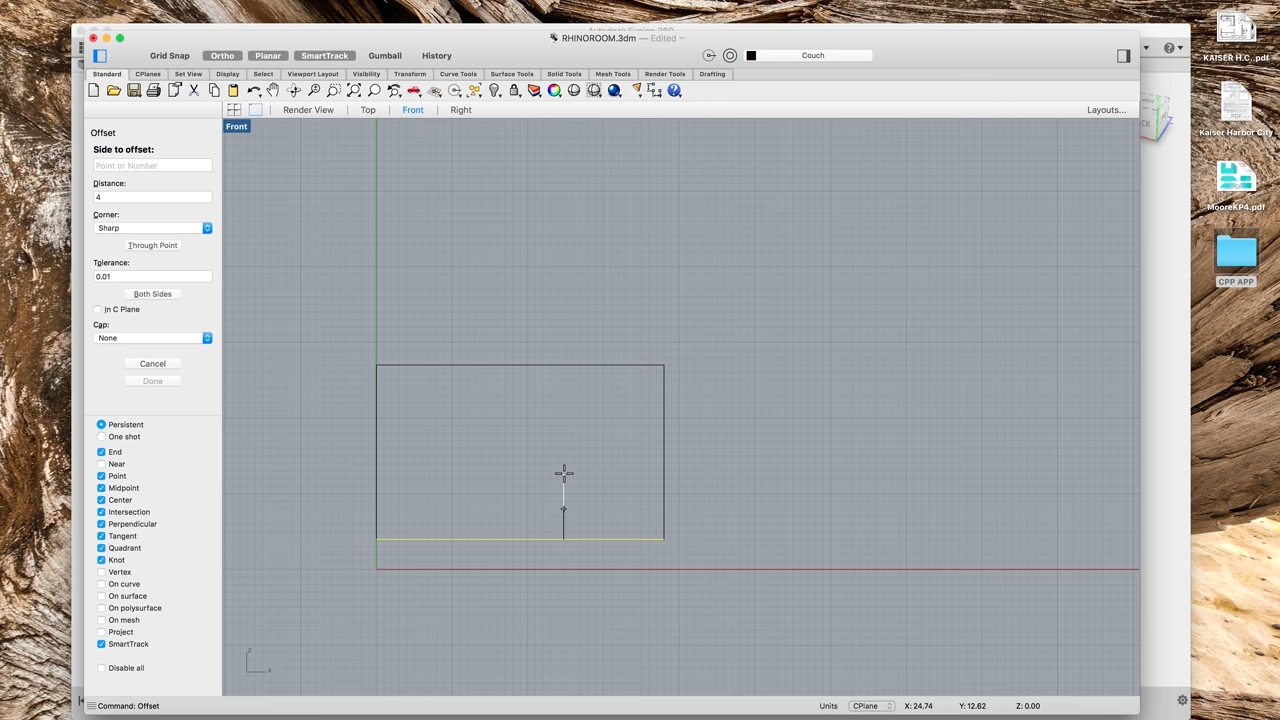 Autodesk Fusion 360
RHINOROOM.3dm — Edited
Grid Snap Ortho Planar SmartTrack Gumball History
Couch
Standard CPlanes Set View Display Select Viewport Layout Visibility Transform Curve Tools Surface Tools Solid Tools Mesh Tools Render Tools Drafting
Render View Top Front Right Layouts...
Front
Offset
Side to offset:
Point or Number
Distance:
4
Corner:
Sharp
Through Point
Tolerance:
0.01
Both Sides
In C Plane
Cap:
None
Cancel
Done
Persistent
One shot
End
Near
Point
Midpoint
Center
Intersection
Perpendicular
Tangent
Quadrant
Knot
Vertex
On curve
On surface
On polysurface
On mesh
Project
SmartTrack
Disable all
z
x
Command: Offset
Units CPlane X: 24.74 Y: 12.62 Z: 0.00
Z
KAISER H.C..pdf
PDF
Kaiser Harbor City
PDF
MooreKP4.pdf
CPP APP